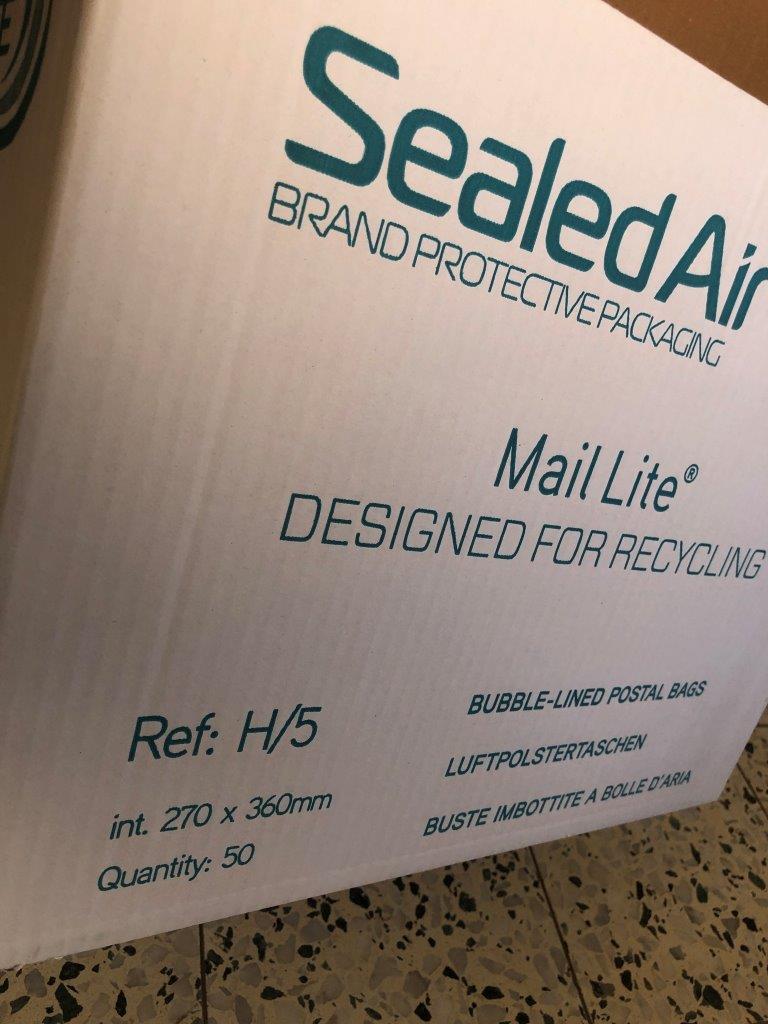 Sealed Air
BRAND PROTECTIVE PACKAGING
Mail Lite®
DESIGNED FOR RECYCLING
Ref: H/5
int. 270 x 360mm
Quantity: 50
BUBBLE-LINED POSTAL BAGS
LUFTPOLSTERTASCHEN
BUSTE IMBOTTITE A BOLLE D'ARIA